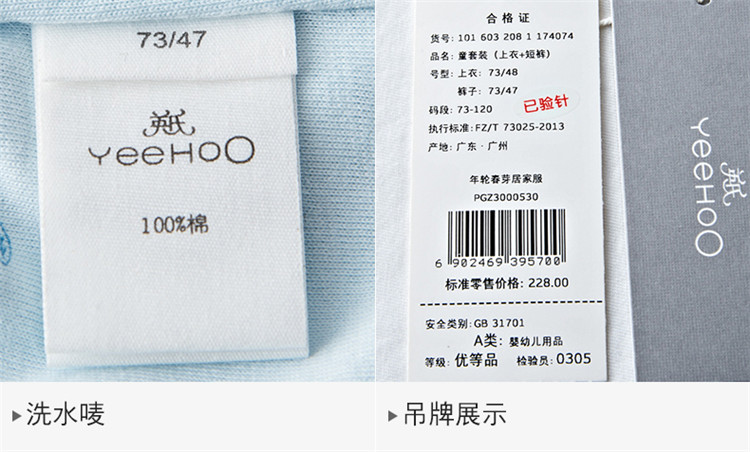 73/47
英氏
YeeHOO
100%棉
洗水唛
合格证
货号: 101 603 208 1 174074
品名: 童套装 (上衣+短裤)
号型: 上衣: 73/48
裤子: 73/47
码段: 73-120
已验针
执行标准: FZ/T 73025-2013
产地: 广东·广州
年轮春芽居家服
PGZ3000530
6 902469 395700
标准零售价格: 228.00
安全类别: GB 31701
A类: 婴幼儿用品
等级: 优等品 检验员: 0305
英氏
YeeHOO
吊牌展示